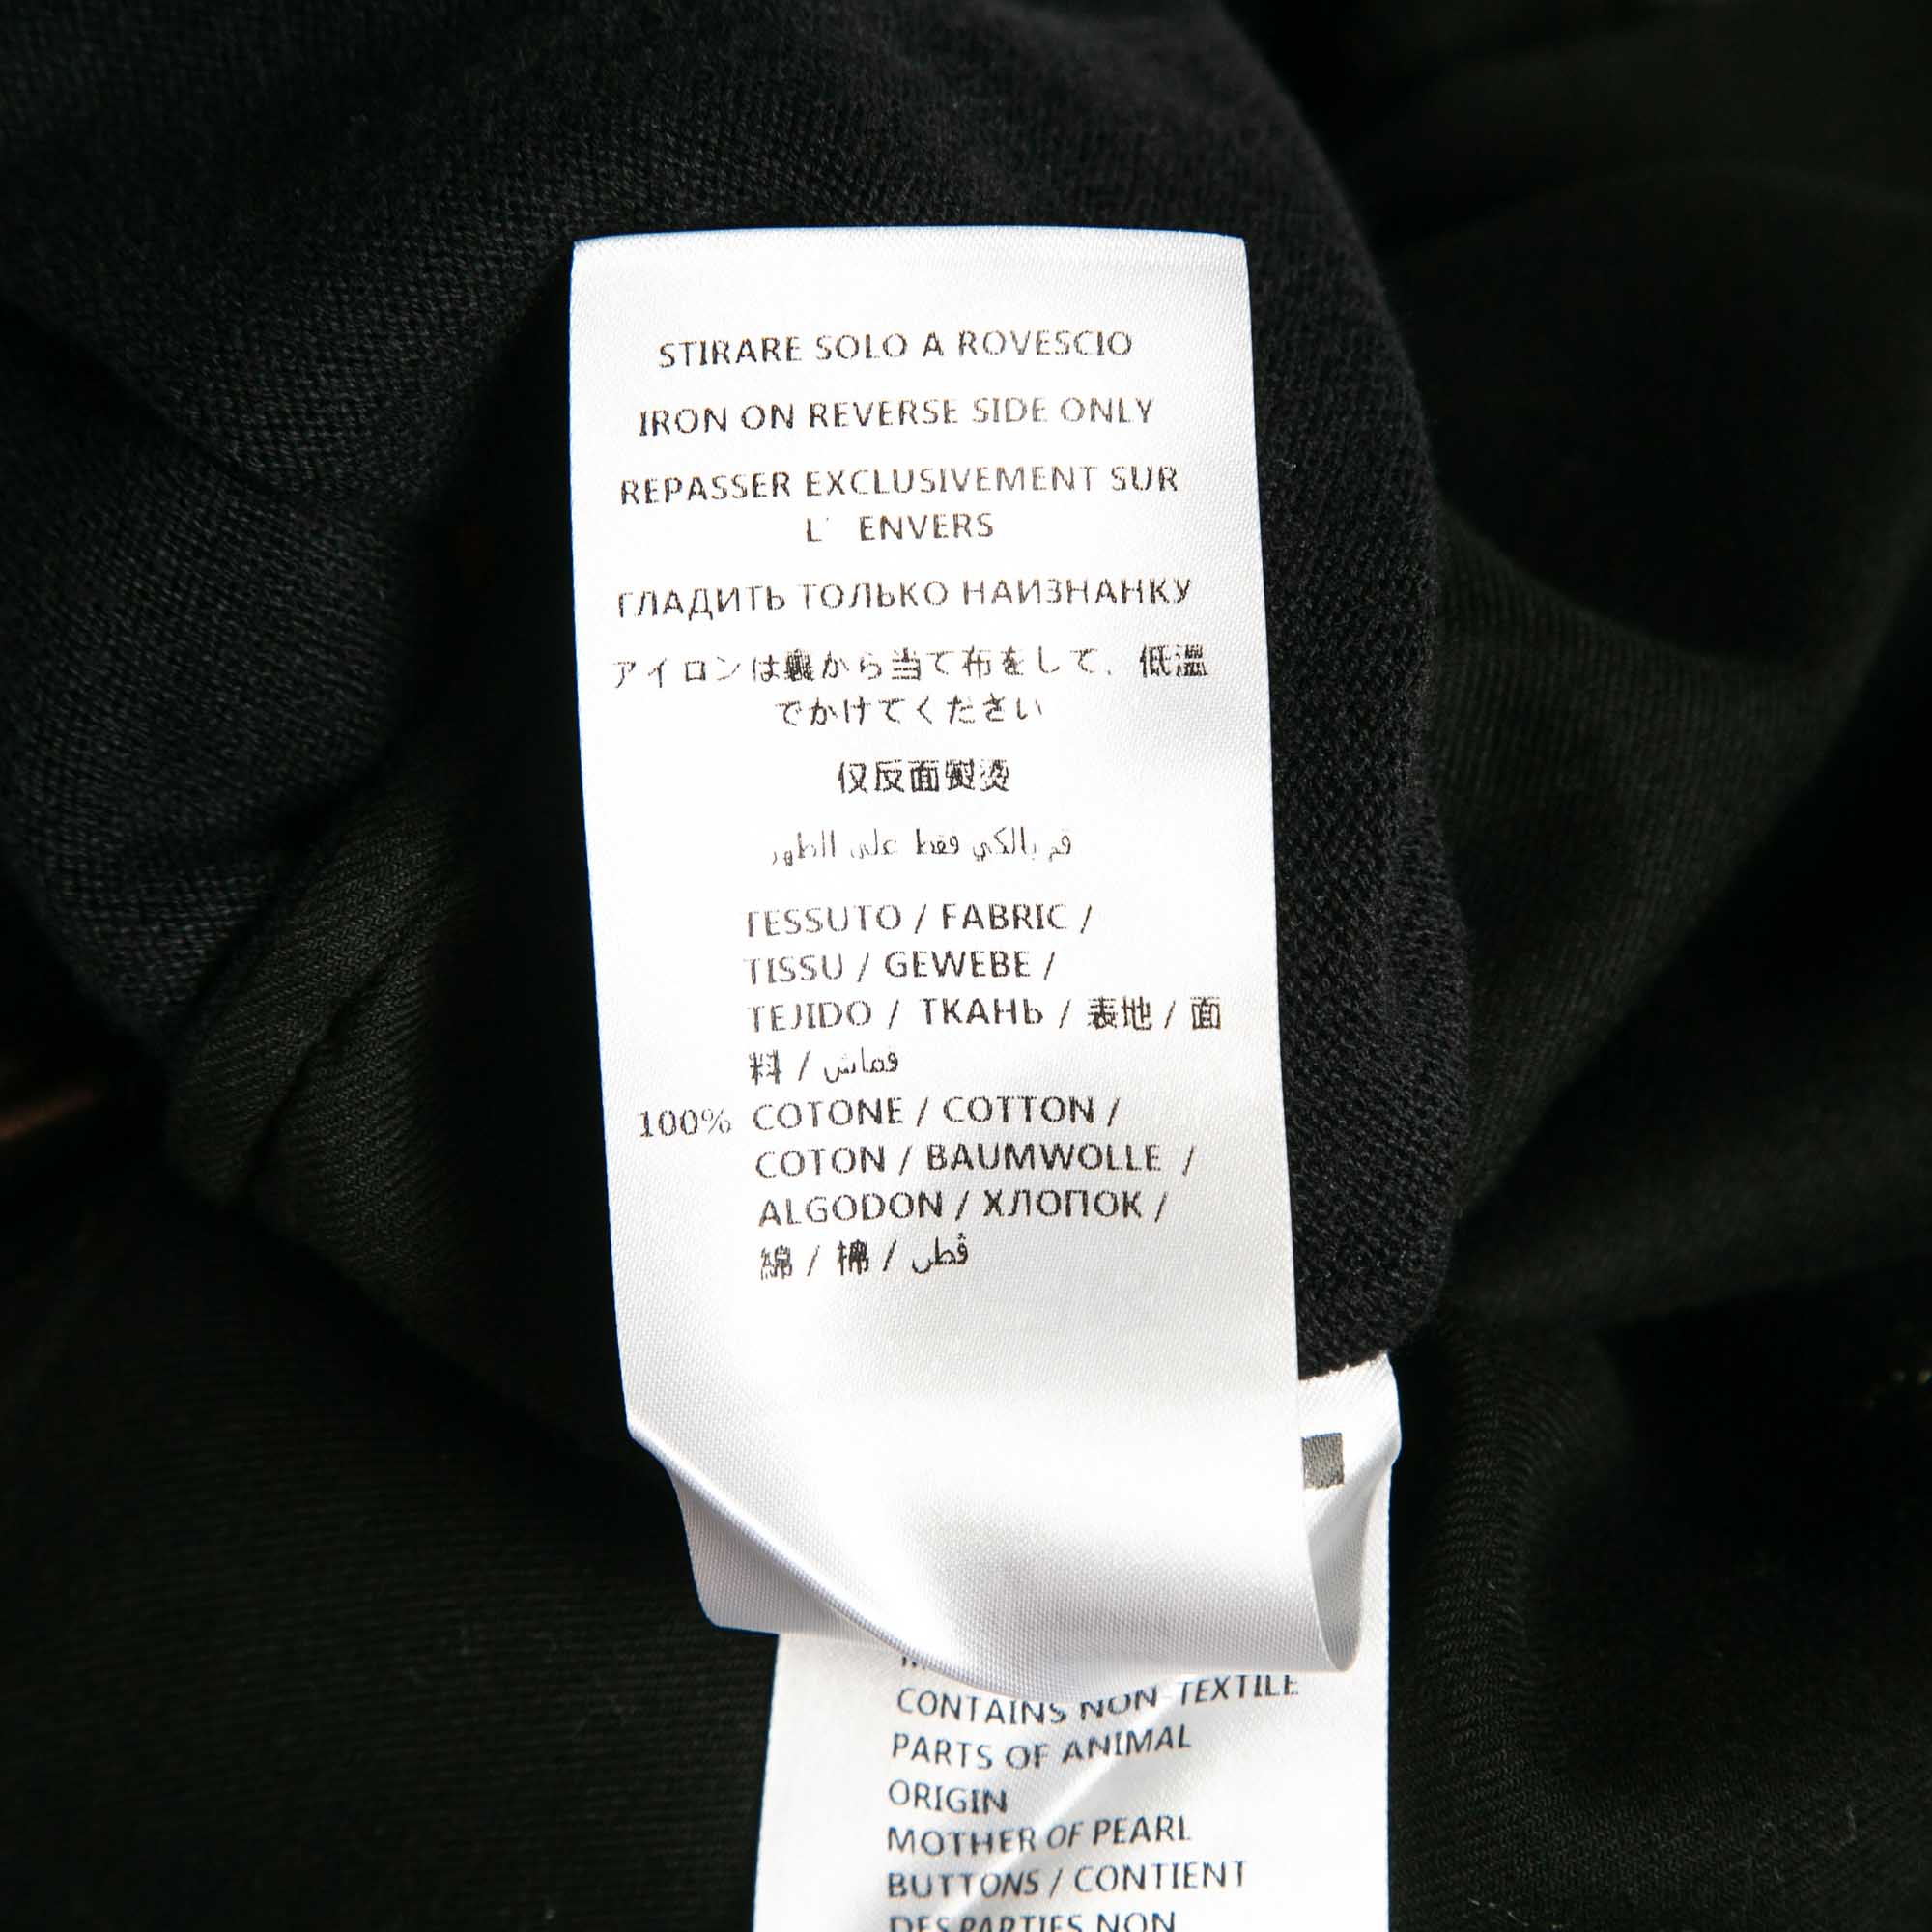 STIRARE SOLO A ROVESCIO
IRON ON REVERSE SIDE ONLY
REPASSER EXCLUSIVEMENT SUR
L' ENVERS
ГЛАДИТЬ ТОЛЬКО НАИЗНАНКУ
アイロンは裏から当て布をして、低温
でかけてください
仅反面熨烫
قم بالكي فقط على الظهر
TESSUTO / FABRIC /
TISSU / GEWEBE /
TEJIDO / ТКАНЬ / 表地 / 面
料 / قماش
100% COTONE / COTTON /
COTON / BAUMWOLLE /
ALGODON / ХЛОПОК /
綿 / 棉 / قطن
CONTAINS NON-TEXTILE
PARTS OF ANIMAL
ORIGIN
MOTHER OF PEARL
BUTTONS / CONTIENT
DES PARTIES NON